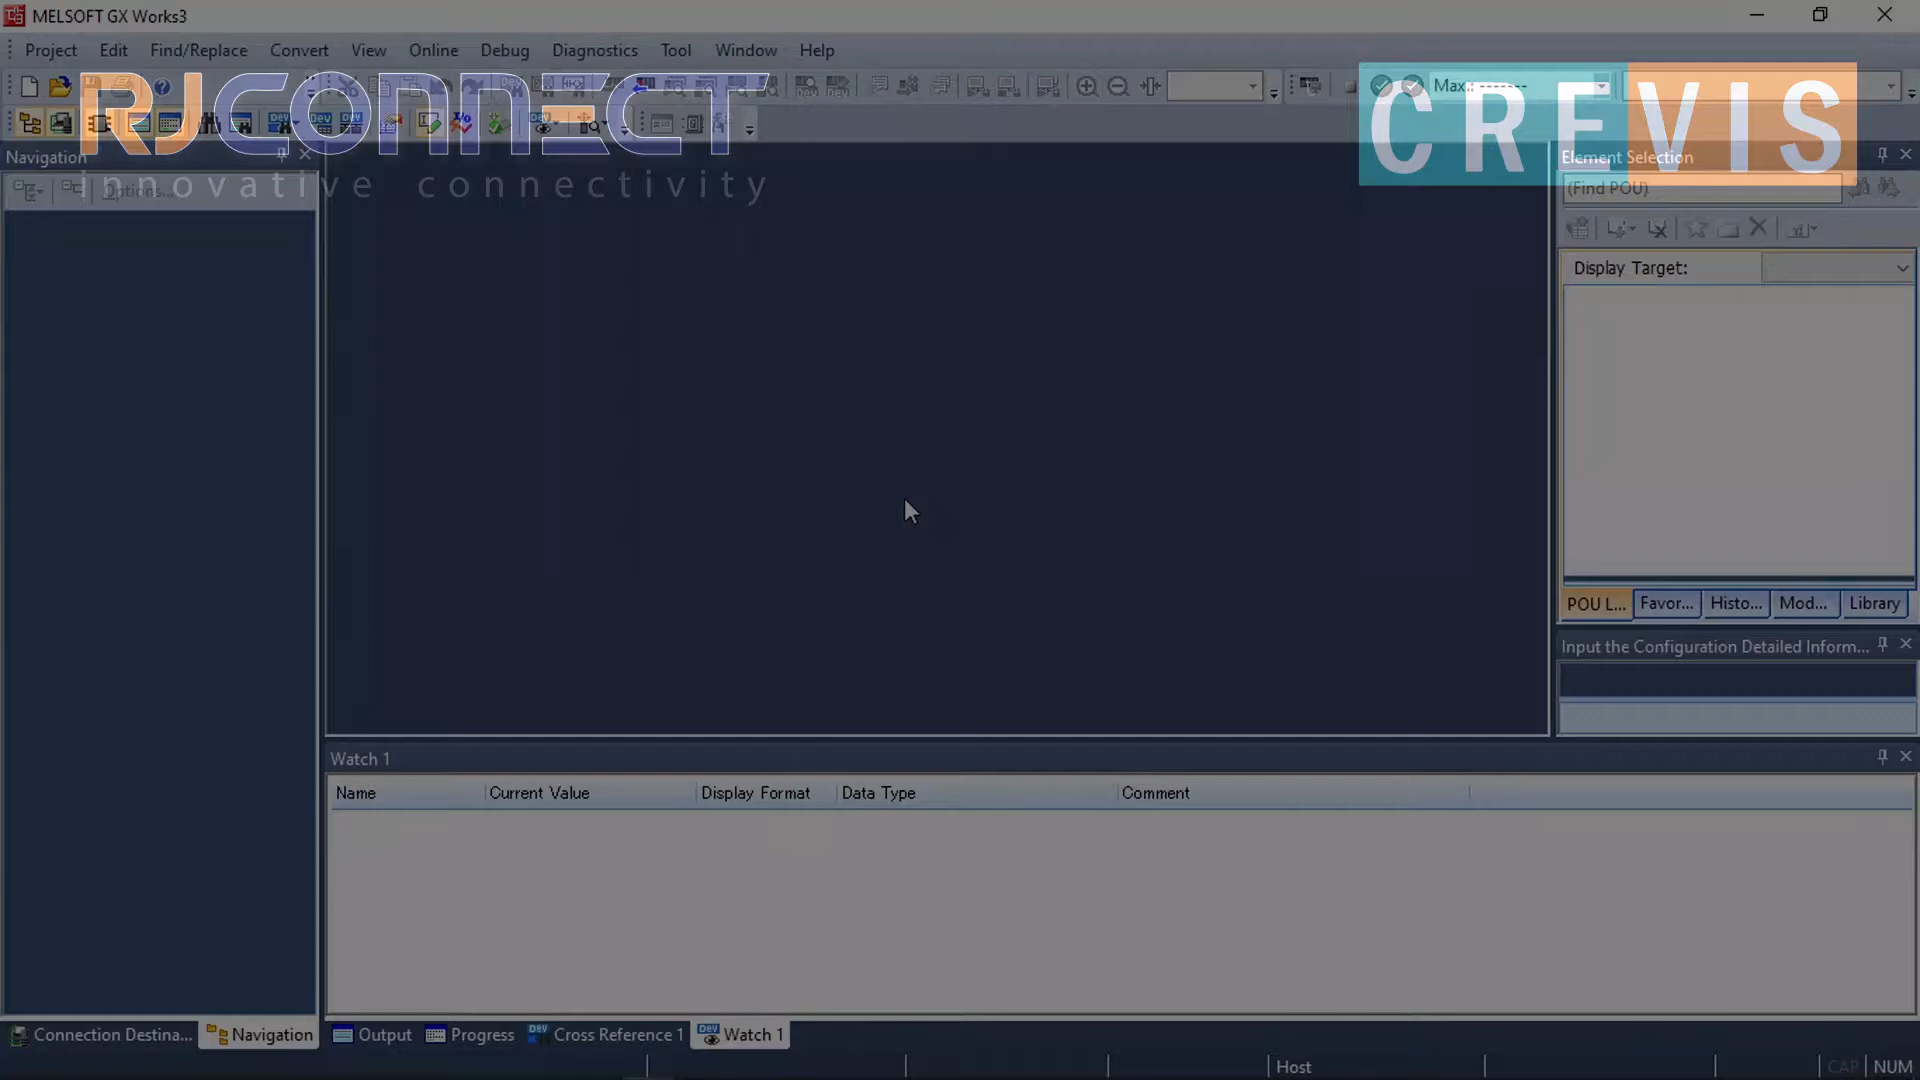 MELSOFT GX Works3
Project Edit Find/Replace Convert View Online Debug Diagnostics Tool Window Help
RJCONNECT
innovative connectivity
Max.: -------
CREVIS
Navigation
Options...
Element Selection
(Find POU)
Display Target:
POU L... Favor... Histo... Mod... Library
Input the Configuration Detailed Inform...
Watch 1
Name Current Value Display Format Data Type Comment
Connection Destina... Navigation Output Progress Cross Reference 1 Watch 1
Host CAP NUM